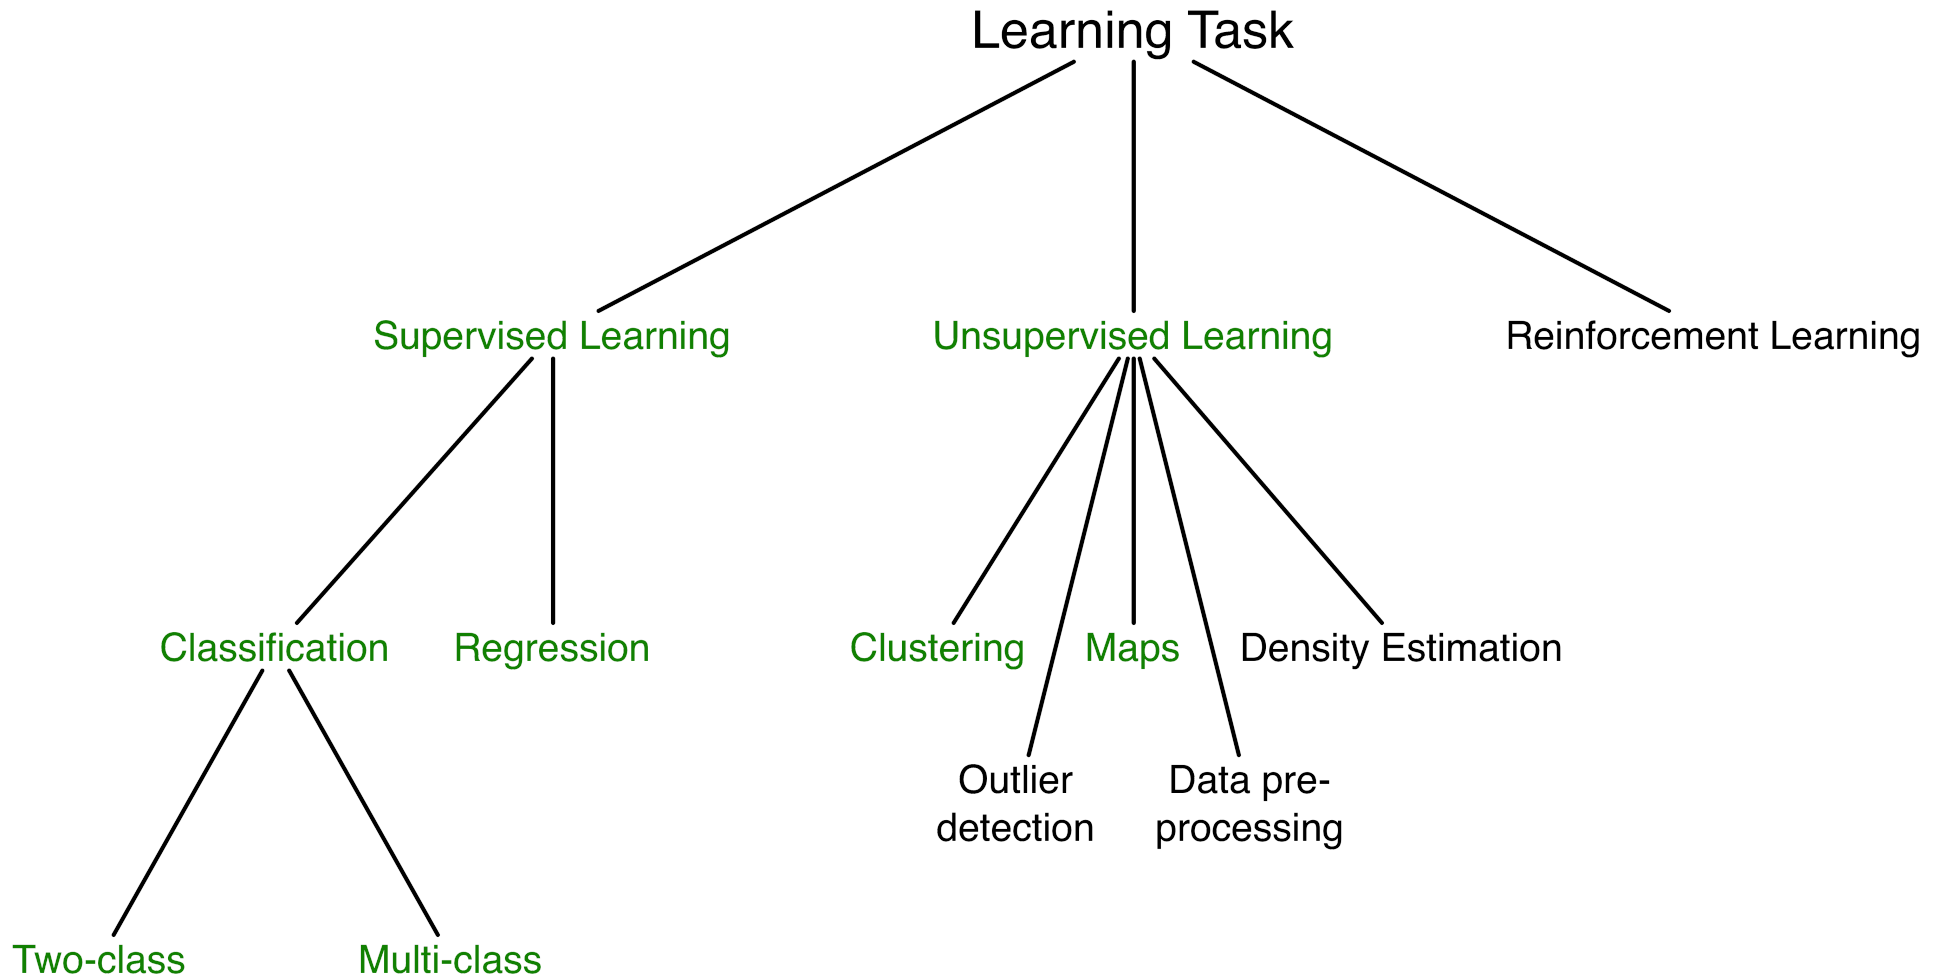 Learning Task
Supervised Learning
Unsupervised Learning
Reinforcement Learning
Classification
Regression
Clustering
Maps
Density Estimation
Outlier
detection
Data pre-
processing
Two-class
Multi-class